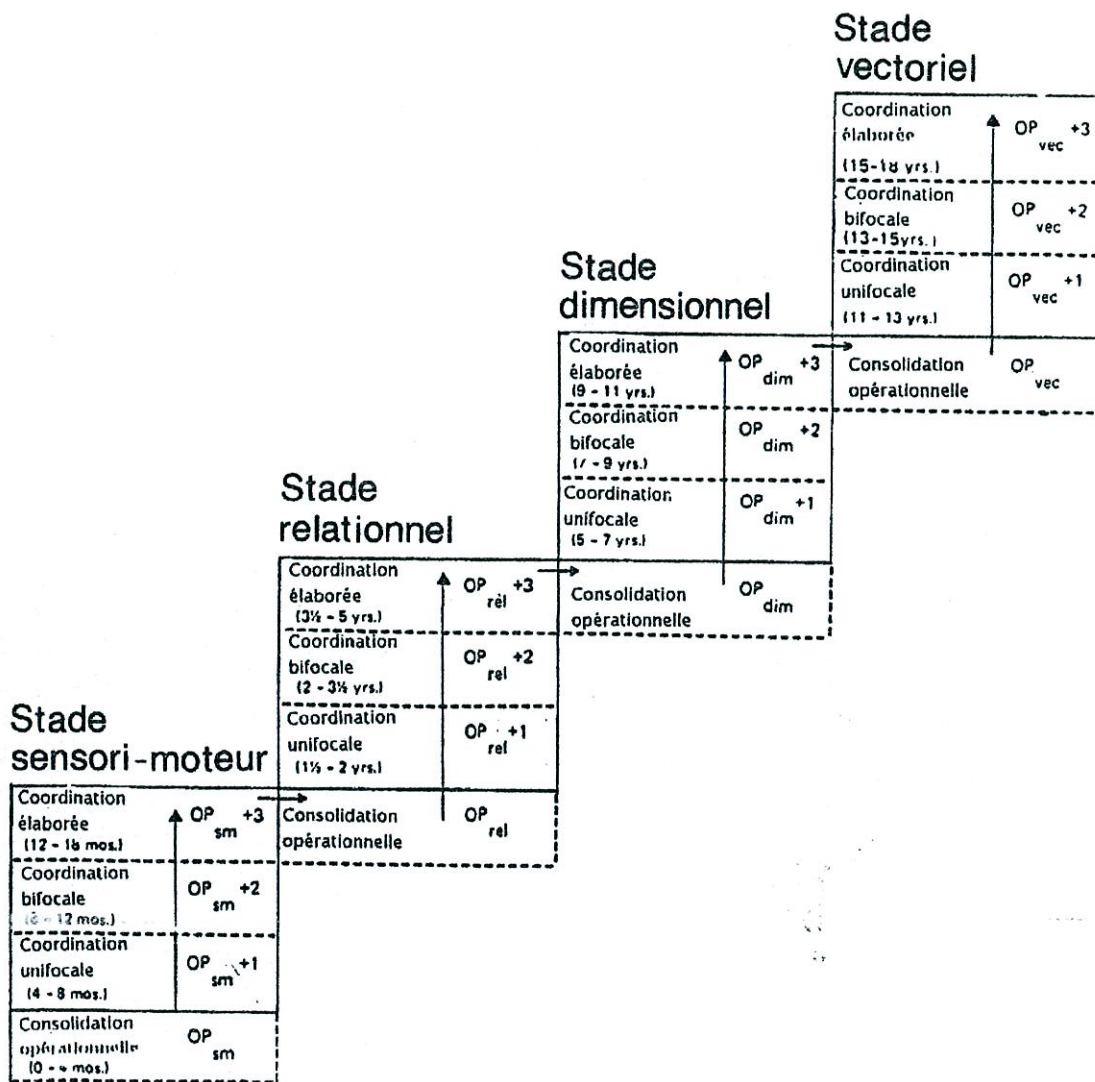 Stade
vectoriel
Coordination
élaborée
(15-18 yrs.)
OP vec +3
Coordination
bifocale
(13-15yrs.)
OP vec +2
Coordination
unifocale
(11 - 13 yrs.)
OP vec +1
Consolidation
opérationnelle
OP vec
Stade
dimensionnel
Coordination
élaborée
(9 - 11 yrs.)
OP dim +3
Coordination
bifocale
(7 - 9 yrs.)
OP dim +2
Coordination
unifocale
(5 - 7 yrs.)
OP dim +1
Consolidation
opérationnelle
OP dim
Stade
relationnel
Coordination
élaborée
(3½ - 5 yrs.)
OP rel +3
Coordination
bifocale
(2 - 3½ yrs.)
OP rel +2
Coordination
unifocale
(1½ - 2 yrs.)
OP rel +1
Consolidation
opérationnelle
OP rel
Stade
sensori-moteur
Coordination
élaborée
(12 - 18 mos.)
OP sm +3
Coordination
bifocale
(8 - 12 mos.)
OP sm +2
Coordination
unifocale
(4 - 8 mos.)
OP sm +1
Consolidation
opérationnelle
(0 - 4 mos.)
OP sm